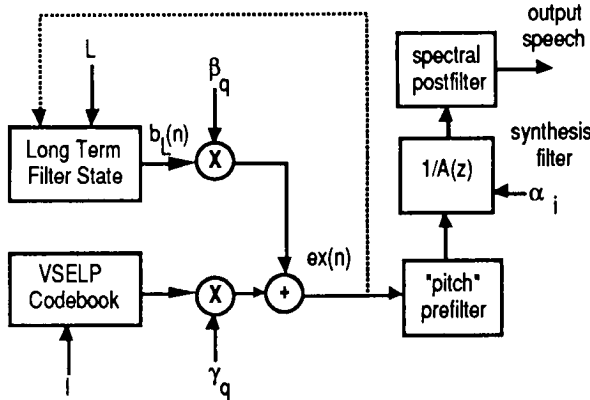 output
speech
spectral
postfilter
L
β_q
b_L(n)
Long Term
Filter State
X
synthesis
filter
1/A(z)
α_i
VSELP
Codebook
ex(n)
X
+
"pitch"
prefilter
I
γ_q